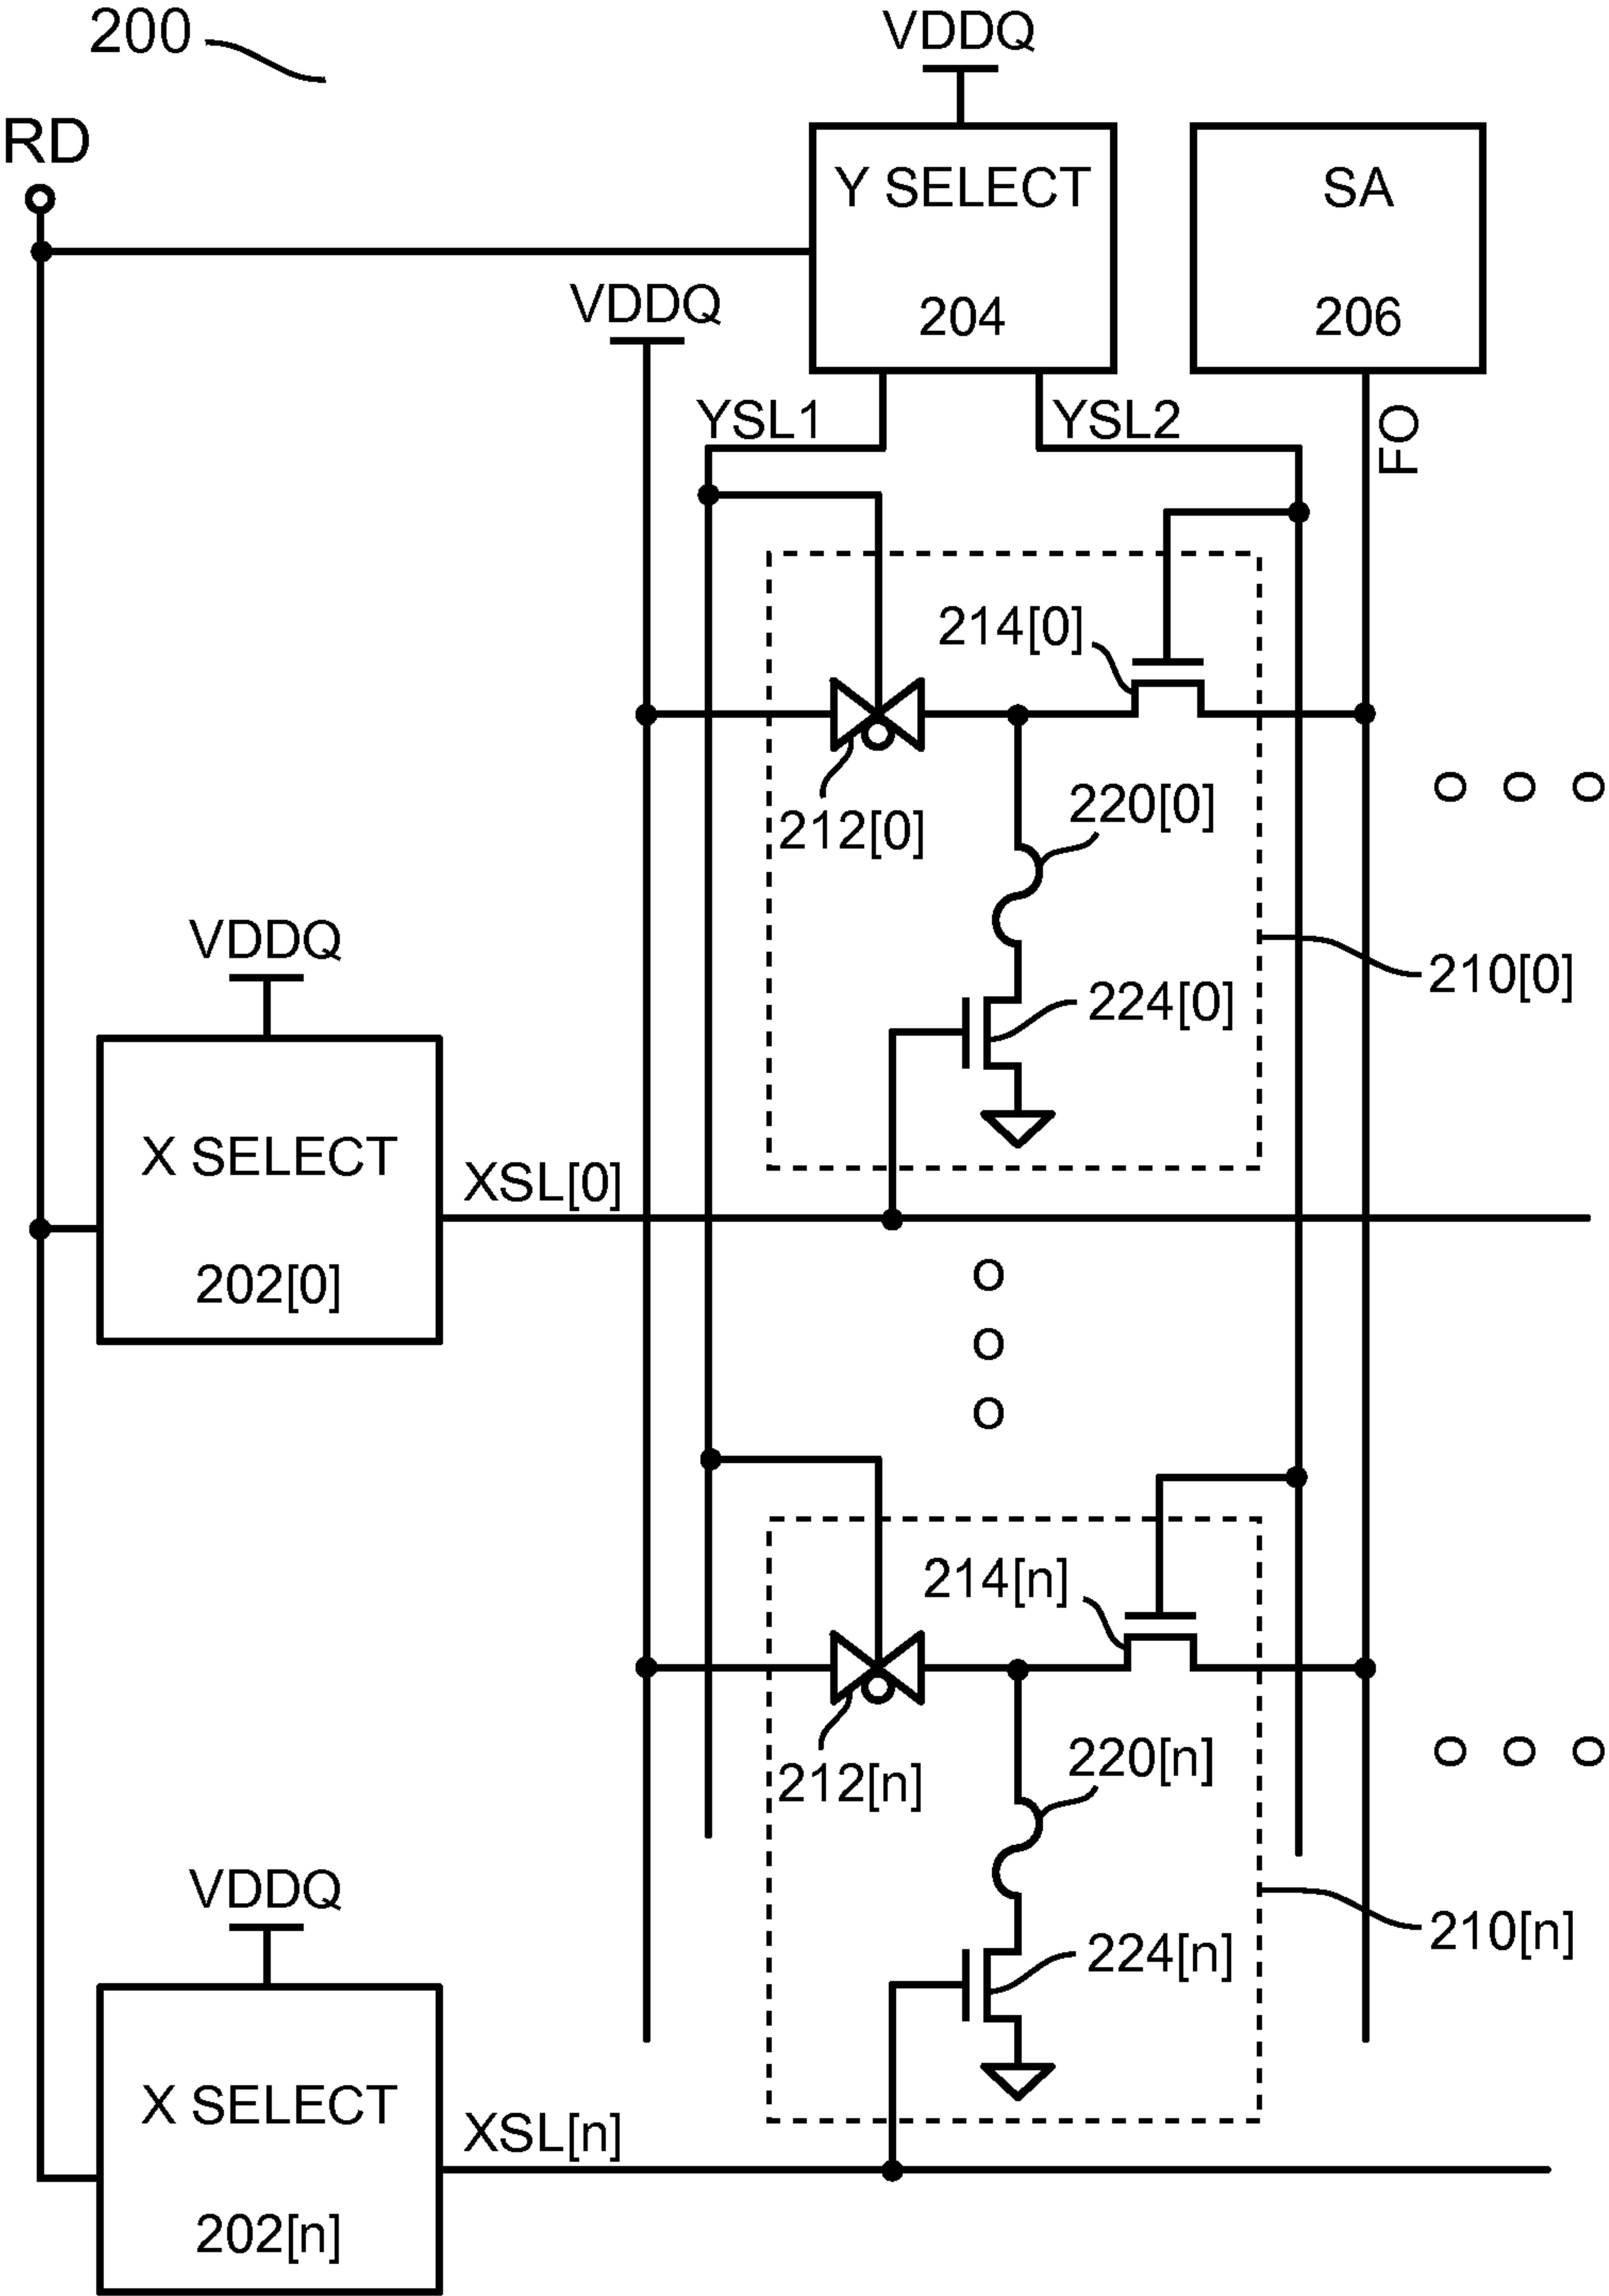 200
VDDQ
RD
Y SELECT
204
SA
206
VDDQ
YSL1
YSL2
FO
214[0]
212[0]
220[0]
210[0]
224[0]
VDDQ
X SELECT
202[0]
XSL[0]
214[n]
212[n]
220[n]
210[n]
224[n]
VDDQ
X SELECT
202[n]
XSL[n]